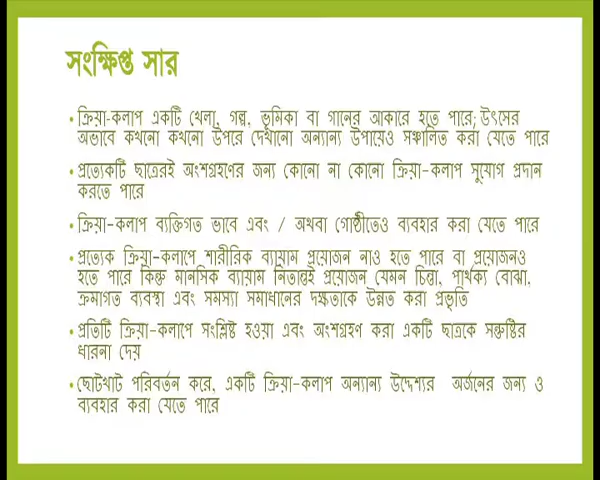 সংক্ষিপ্ত সার
• ক্রিয়া-কলাপ একটি খেলা, গল্প, ভূমিকা বা গানের আকারে হতে পারে; উৎসের
অভাবে কখনো কখনো উপরে দেখানো অন্যান্য উপায়েও সঞ্চালিত করা যেতে পারে
• প্রত্যেকটি ছাত্রেরই অংশগ্রহণের জন্য কোনো না কোনো ক্রিয়া-কলাপ সুযোগ প্রদান
করতে পারে
• ক্রিয়া-কলাপ ব্যক্তিগত ভাবে এবং / অথবা গোষ্ঠীতেও ব্যবহার করা যেতে পারে
• প্রত্যেক ক্রিয়া-কলাপে শারীরিক ব্যায়াম প্রয়োজন নাও হতে পারে বা প্রয়োজনও
হতে পারে কিন্তু মানসিক ব্যায়াম নিতান্তই প্রয়োজন যেমন চিন্তা, পার্থক্য বোঝা,
ক্রমাগত ব্যবস্থা এবং সমস্যা সমাধানের দক্ষতাকে উন্নত করা প্রভৃতি
• প্রতিটি ক্রিয়া-কলাপে সংশ্লিষ্ট হওয়া এবং অংশগ্রহণ করা একটি ছাত্রকে সন্তুষ্টির
ধারনা দেয়
• ছোটখাট পরিবর্তন করে, একটি ক্রিয়া-কলাপ অন্যান্য উদ্দেশ্যর অর্জনের জন্য ও
ব্যবহার করা যেতে পারে